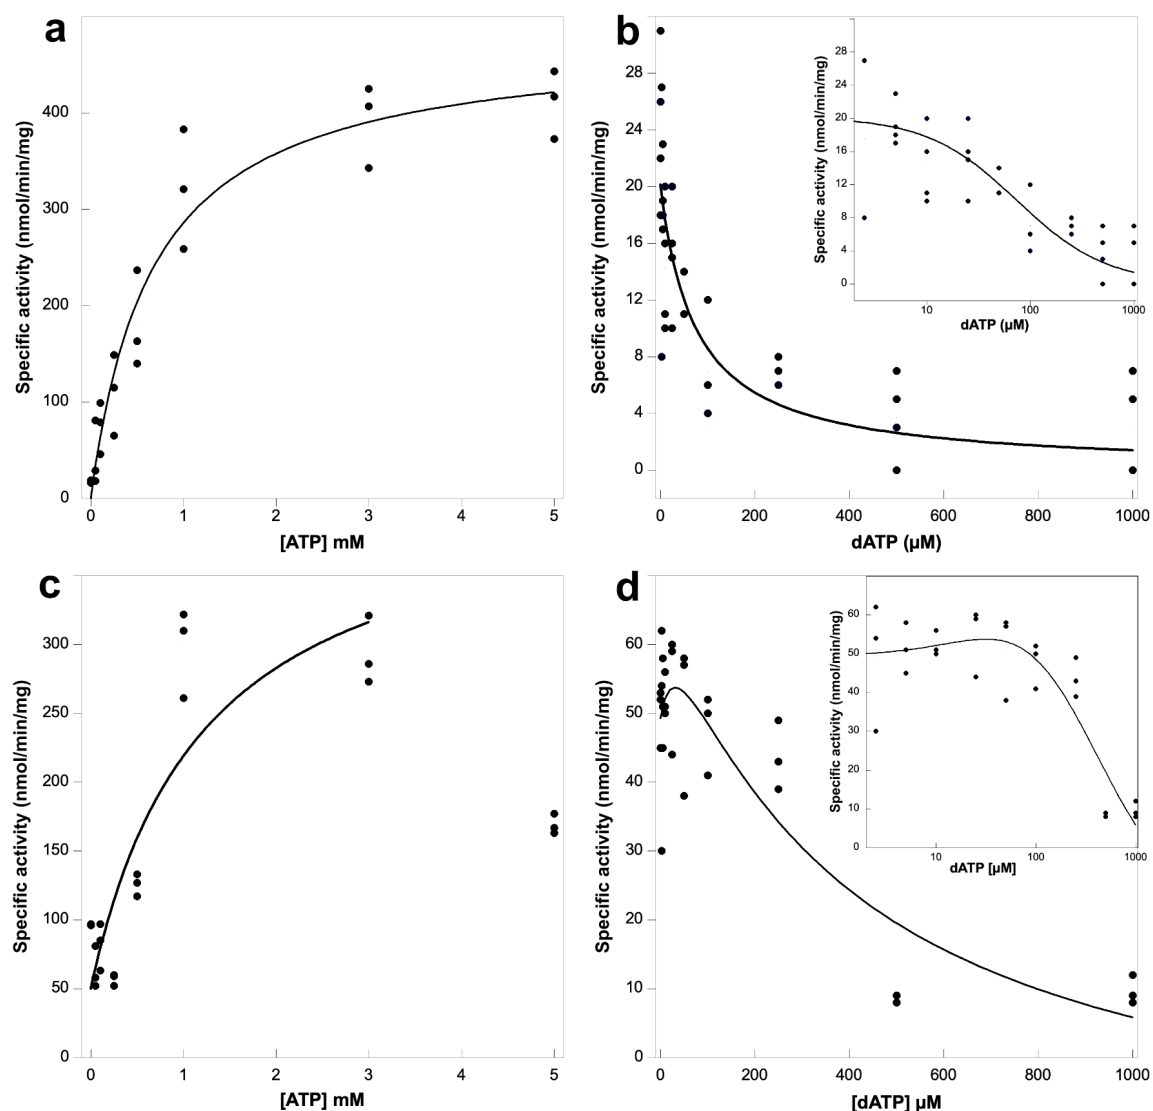 a
Specific activity (nmol/min/mg)
400
300
200
100
0
0 1 2 3 4 5
[ATP] mM
b
Specific activity (nmol/min/mg)
28
24
20
16
12
8
4
0
0 200 400 600 800 1000
dATP (µM)
Specific activity (nmol/min/mg)
28
24
20
16
12
8
4
0
10 100 1000
dATP (µM)
c
Specific activity (nmol/min/mg)
300
250
200
150
100
50
0
0 1 2 3 4 5
[ATP] mM
d
Specific activity (nmol/min/mg)
60
50
40
30
20
10
0
0 200 400 600 800 1000
[dATP] µM
Specific activity (nmol/min/mg)
60
50
40
30
20
10
0
10 100 1000
dATP [µM]